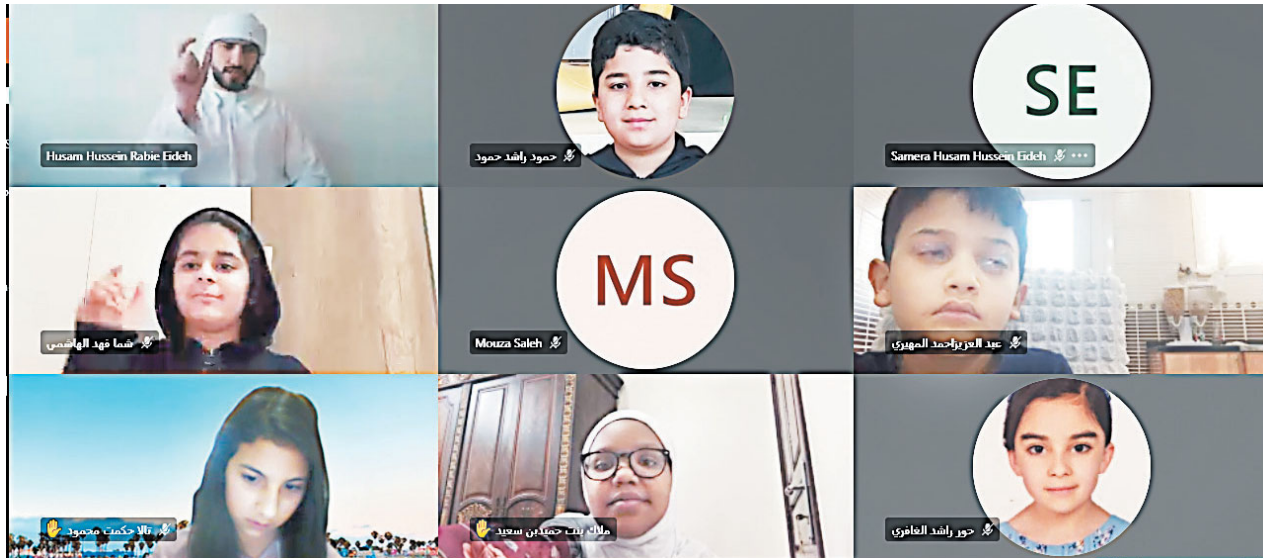 Husam Hussein Rabie Eideh
حمود راشد حمود
SE
Samera Husam Hussein Eideh
شما فهد الهاشمي
MS
Mouza Saleh
عبد العزيزاحمد المهيري
تالا حكمت محمود
ملاك بنت حميدبن سعيد
حور راشد الغافري